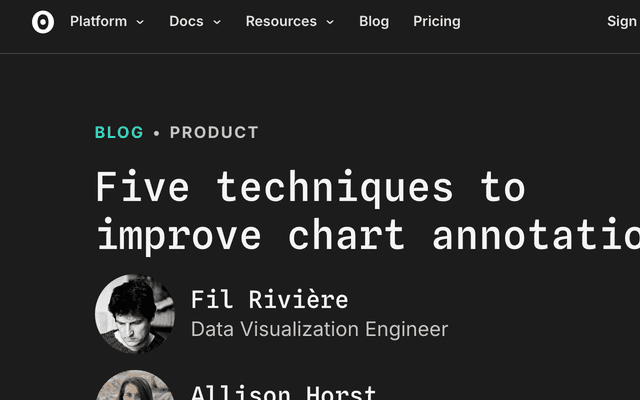 Platform Docs Resources Blog Pricing Sign
BLOG • PRODUCT
Five techniques to
improve chart annotatio
Fil Rivière
Data Visualization Engineer
Allison Horst